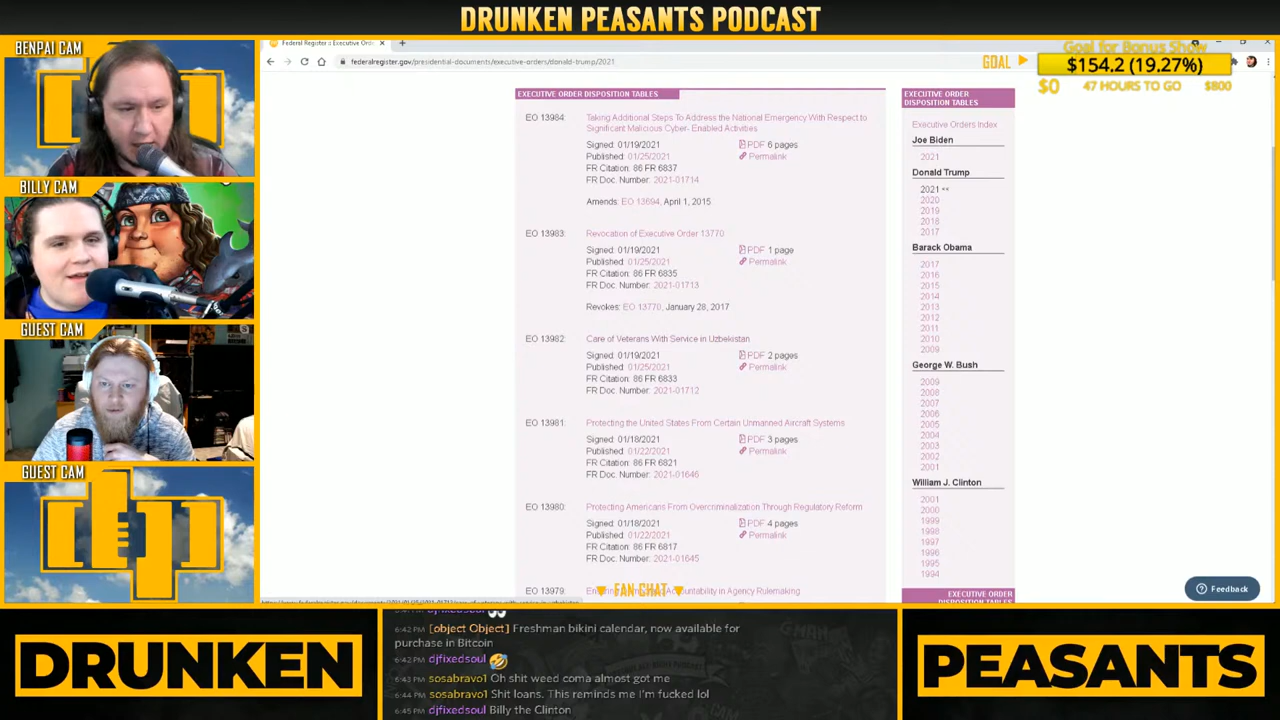 DRUNKEN PEASANTS PODCAST
BENPAI CAM
BILLY CAM
GUEST CAM
GUEST CAM
Federal Register :: Executive Ord
federalregister.gov/presidential-documents/executive-orders/donald-trump/2021
Goal for Bonus Show
GOAL
$154.2 (19.27%)
$0 47 HOURS TO GO $800
EXECUTIVE ORDER DISPOSITION TABLES
EO 13984: Taking Additional Steps To Address the National Emergency With Respect to
Significant Malicious Cyber- Enabled Activities
Signed: 01/19/2021 PDF 6 pages
Published: 01/25/2021 Permalink
FR Citation: 86 FR 6837
FR Doc. Number: 2021-01714
Amends: EO 13694, April 1, 2015
EO 13983: Revocation of Executive Order 13770
Signed: 01/19/2021 PDF 1 page
Published: 01/25/2021 Permalink
FR Citation: 86 FR 6835
FR Doc. Number: 2021-01713
Revokes: EO 13770, January 28, 2017
EO 13982: Care of Veterans With Service in Uzbekistan
Signed: 01/19/2021 PDF 2 pages
Published: 01/25/2021 Permalink
FR Citation: 86 FR 6833
FR Doc. Number: 2021-01712
EO 13981: Protecting the United States From Certain Unmanned Aircraft Systems
Signed: 01/18/2021 PDF 3 pages
Published: 01/22/2021 Permalink
FR Citation: 86 FR 6821
FR Doc. Number: 2021-01646
EO 13980: Protecting Americans From Overcriminalization Through Regulatory Reform
Signed: 01/18/2021 PDF 4 pages
Published: 01/22/2021 Permalink
FR Citation: 86 FR 6817
FR Doc. Number: 2021-01645
EO 13979: in Agency Rulemaking
EXECUTIVE ORDER
DISPOSITION TABLES
Executive Orders Index
Joe Biden
2021
Donald Trump
2021 <<
2020
2019
2018
2017
Barack Obama
2017
2016
2015
2014
2013
2012
2011
2010
2009
George W. Bush
2009
2008
2007
2006
2005
2004
2003
2002
2001
William J. Clinton
2001
2000
1999
1998
1997
1996
1995
1994
EXECUTIVE ORDER
DISPOSITION TABLES
Feedback
FAN CHAT
6:42 PM [object Object] Freshman bikini calendar, now available for
purchase in Bitcoin
6:42 PM djfixedsoul 🤣
6:43 PM sosabravo1 Oh shit weed coma almost got me
6:44 PM sosabravo1 Shit loans. This reminds me I'm fucked lol
6:45 PM djfixedsoul Billy the Clinton
DRUNKEN
PEASANTS